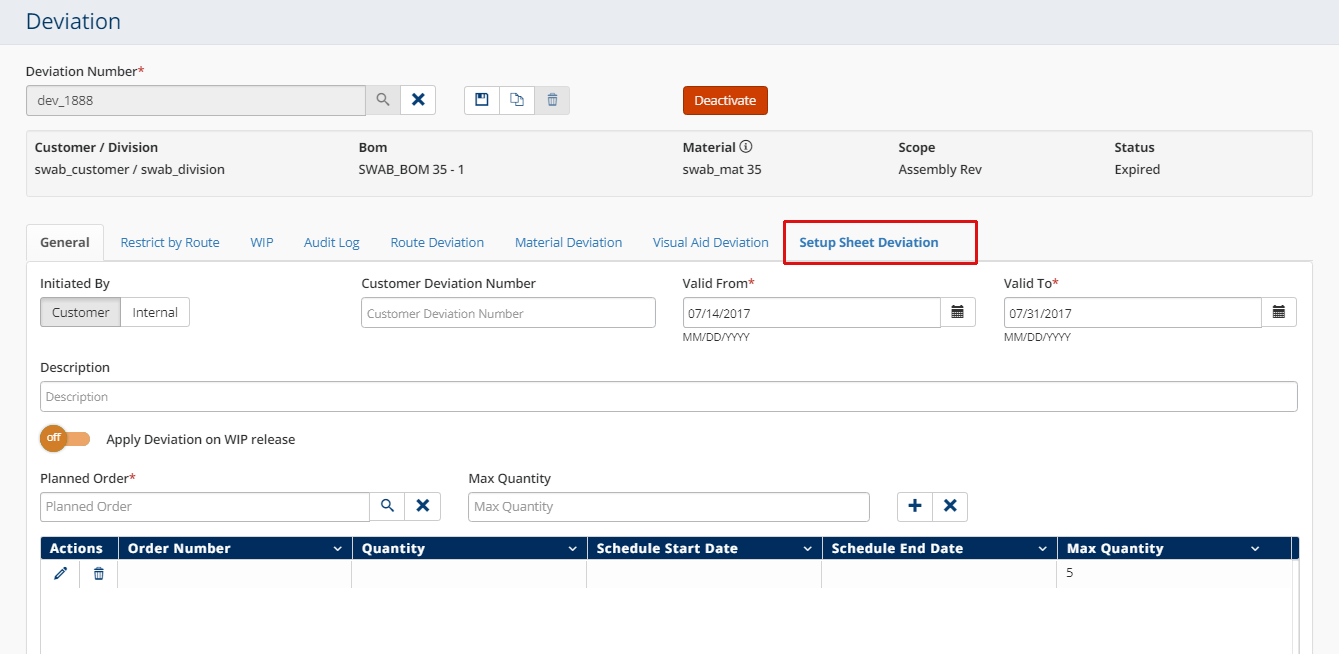 Deviation
Deviation Number*
dev_1888
Deactivate
Customer / Division Bom Material Scope Status
swab_customer / swab_division SWAB_BOM 35 - 1 swab_mat 35 Assembly Rev Expired
General Restrict by Route WIP Audit Log Route Deviation Material Deviation Visual Aid Deviation Setup Sheet Deviation
Initiated By Customer Deviation Number Valid From* Valid To*
Customer Internal Customer Deviation Number 07/14/2017 07/31/2017
MM/DD/YYYY MM/DD/YYYY
Description
Description
off Apply Deviation on WIP release
Planned Order* Max Quantity
Planned Order Max Quantity
Actions Order Number Quantity Schedule Start Date Schedule End Date Max Quantity
5